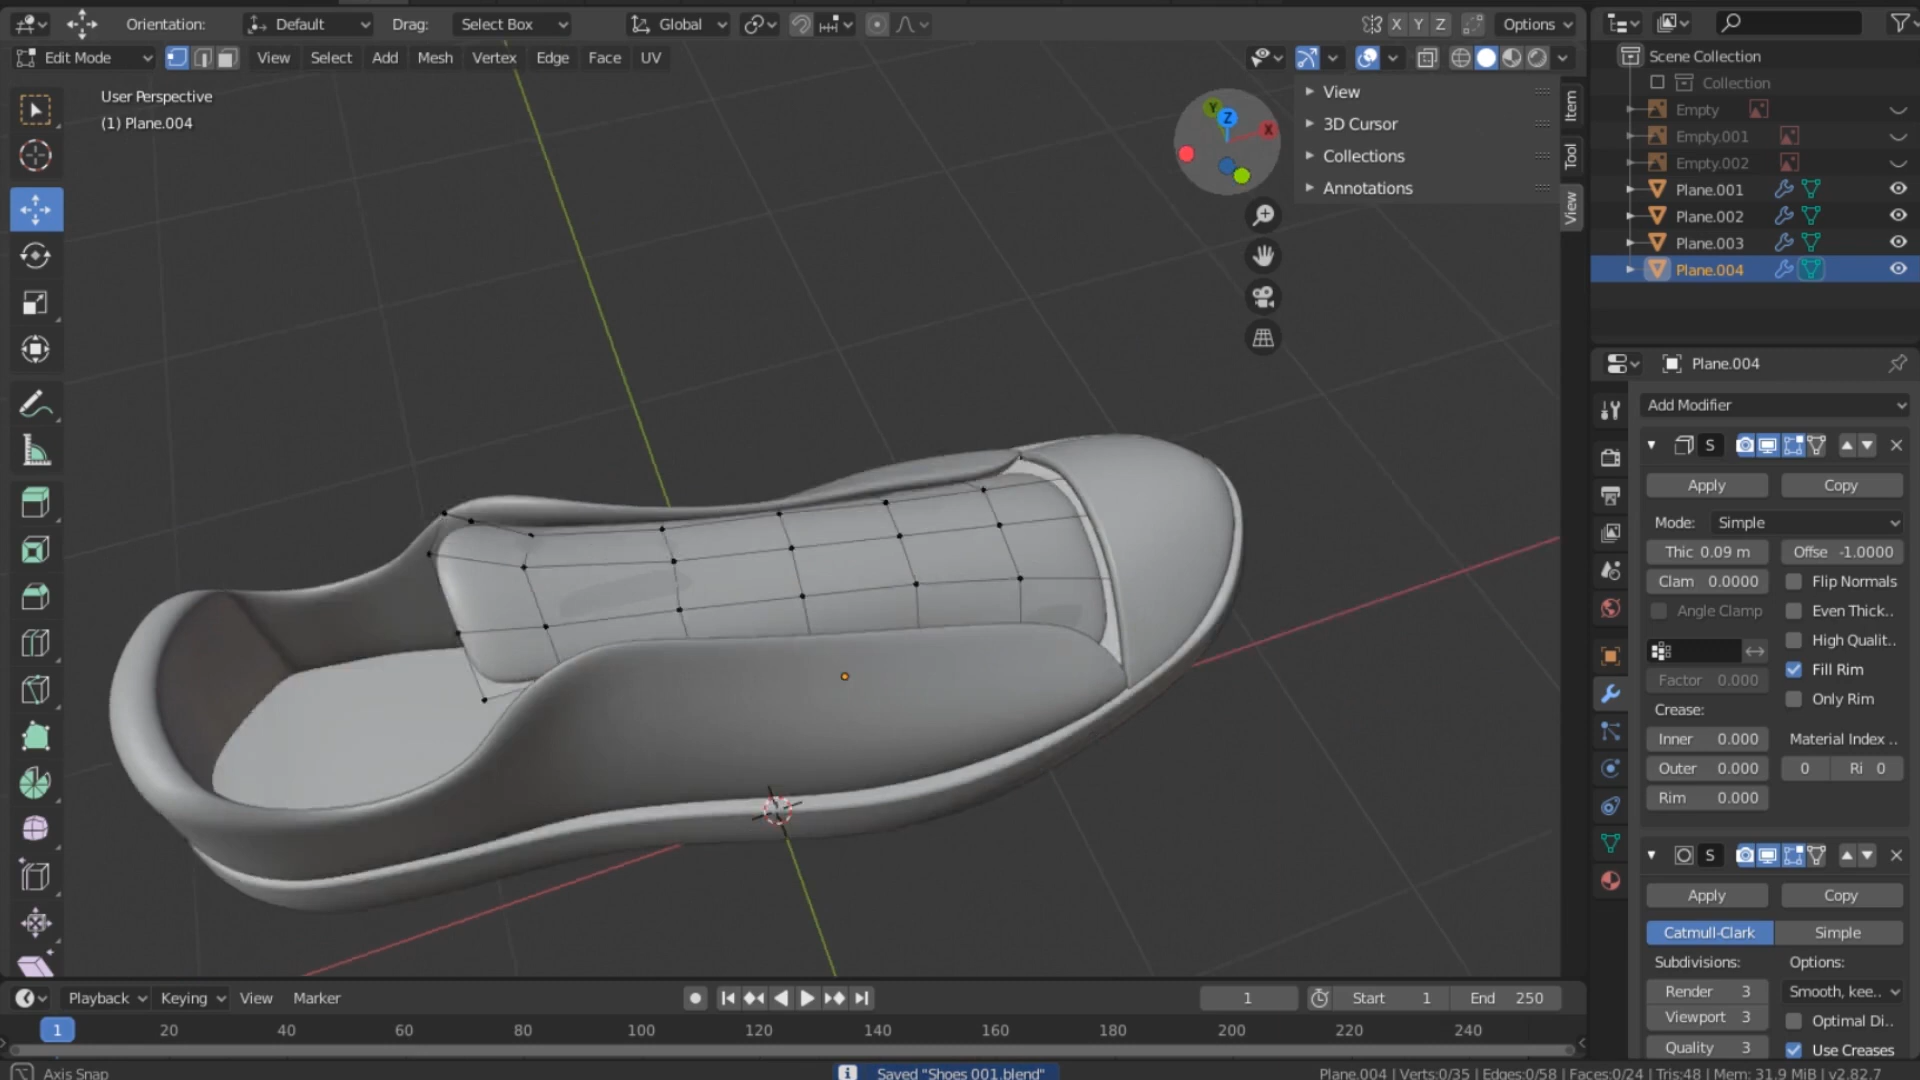 Orientation: Default Drag: Select Box Global X Y Z Options
Edit Mode View Select Add Mesh Vertex Edge Face UV
User Perspective
(1) Plane.004
Y Z X
View
3D Cursor
Collections
Annotations
Item
Tool
View
Scene Collection
Collection
Empty
Empty.001
Empty.002
Plane.001
Plane.002
Plane.003
Plane.004
Plane.004
Add Modifier
S
Apply Copy
Mode: Simple
Thic 0.09 m Offse -1.0000
Clam 0.0000 Flip Normals
Angle Clamp Even Thick..
High Qualit..
Factor 0.000 Fill Rim
Crease: Only Rim
Inner 0.000 Material Index ..
Outer 0.000 0 Ri 0
Rim 0.000
S
Apply Copy
Catmull-Clark Simple
Subdivisions: Options:
Render 3 Smooth, kee..
Viewport 3 Optimal Di..
Quality 3 Use Creases
Playback Keying View Marker 1 Start 1 End 250
1 20 40 60 80 100 120 140 160 180 200 220 240
Axis Snap Saved "Shoes 001.blend" Plane.004 | Verts:0/35 | Edges:0/58 | Faces:0/24 | Tris:48 | Mem: 31.9 MiB | v2.82.7